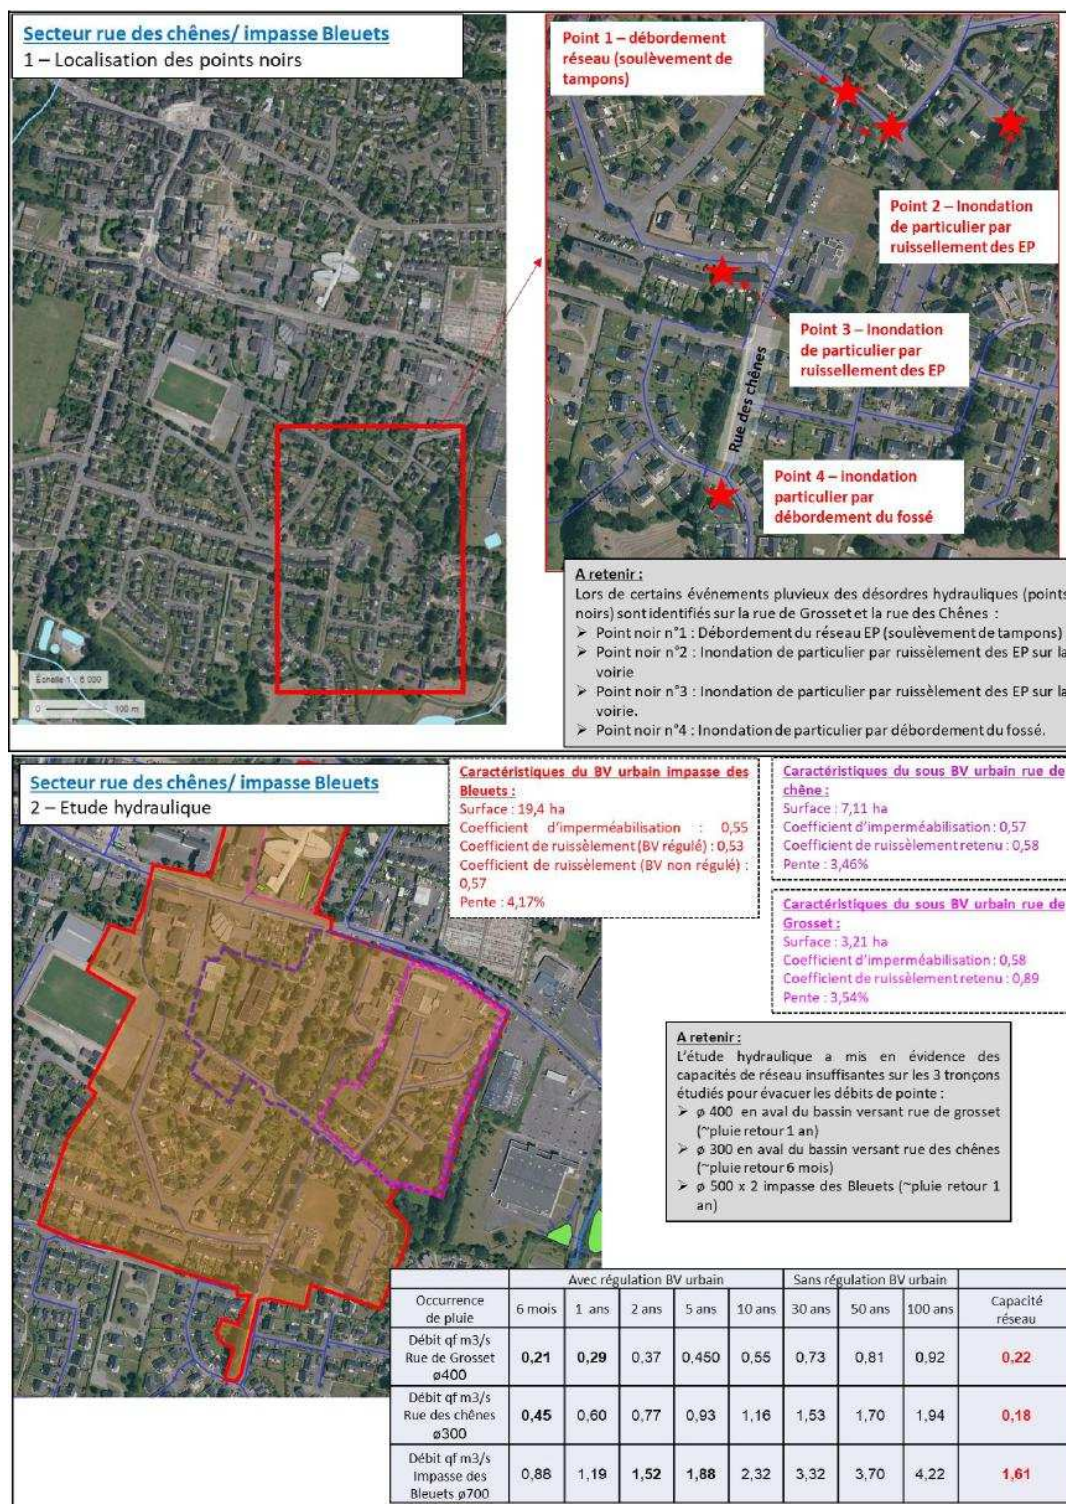 Secteur rue des chênes/ impasse Bleuets
1 – Localisation des points noirs
Échelle 1 : 6 000
0 100 m
Point 1 – débordement
réseau (soulèvement de
tampons)
Point 2 – Inondation
de particulier par
ruissellement des EP
Point 3 – Inondation
de particulier par
ruissellement des EP
Rue des chênes
Point 4 – inondation
particulier par
débordement du fossé
A retenir :
Lors de certains événements pluvieux des désordres hydrauliques (points
noirs) sont identifiés sur la rue de Grosset et la rue des Chênes :
➢ Point noir n°1 : Débordement du réseau EP (soulèvement de tampons)
➢ Point noir n°2 : Inondation de particulier par ruissèlement des EP sur la
voirie
➢ Point noir n°3 : Inondation de particulier par ruissèlement des EP sur la
voirie.
➢ Point noir n°4 : Inondation de particulier par débordement du fossé.
Secteur rue des chênes/ impasse Bleuets
2 – Etude hydraulique
Caractéristiques du BV urbain impasse des
Bleuets :
Surface : 19,4 ha
Coefficient d'imperméabilisation : 0,55
Coefficient de ruissèlement (BV régulé) : 0,53
Coefficient de ruissèlement (BV non régulé) :
0,57
Pente : 4,17%
Caractéristiques du sous BV urbain rue de
chêne :
Surface : 7,11 ha
Coefficient d'imperméabilisation : 0,57
Coefficient de ruissèlement retenu : 0,58
Pente : 3,46%
Caractéristiques du sous BV urbain rue de
Grosset :
Surface : 3,21 ha
Coefficient d'imperméabilisation : 0,58
Coefficient de ruissèlement retenu : 0,89
Pente : 3,54%
A retenir :
L'étude hydraulique a mis en évidence des
capacités de réseau insuffisantes sur les 3 tronçons
étudiés pour évacuer les débits de pointe :
➢ ø 400 en aval du bassin versant rue de grosset
(~pluie retour 1 an)
➢ ø 300 en aval du bassin versant rue des chênes
(~pluie retour 6 mois)
➢ ø 500 x 2 impasse des Bleuets (~pluie retour 1
an)
Avec régulation BV urbain Sans régulation BV urbain
Occurrence
de pluie 6 mois 1 ans 2 ans 5 ans 10 ans 30 ans 50 ans 100 ans Capacité
réseau
Débit qf m3/s
Rue de Grosset
ø400 0,21 0,29 0,37 0,450 0,55 0,73 0,81 0,92 0,22
Débit qf m3/s
Rue des chênes
ø300 0,45 0,60 0,77 0,93 1,16 1,53 1,70 1,94 0,18
Débit qf m3/s
Impasse des
Bleuets ø700 0,88 1,19 1,52 1,88 2,32 3,32 3,70 4,22 1,61